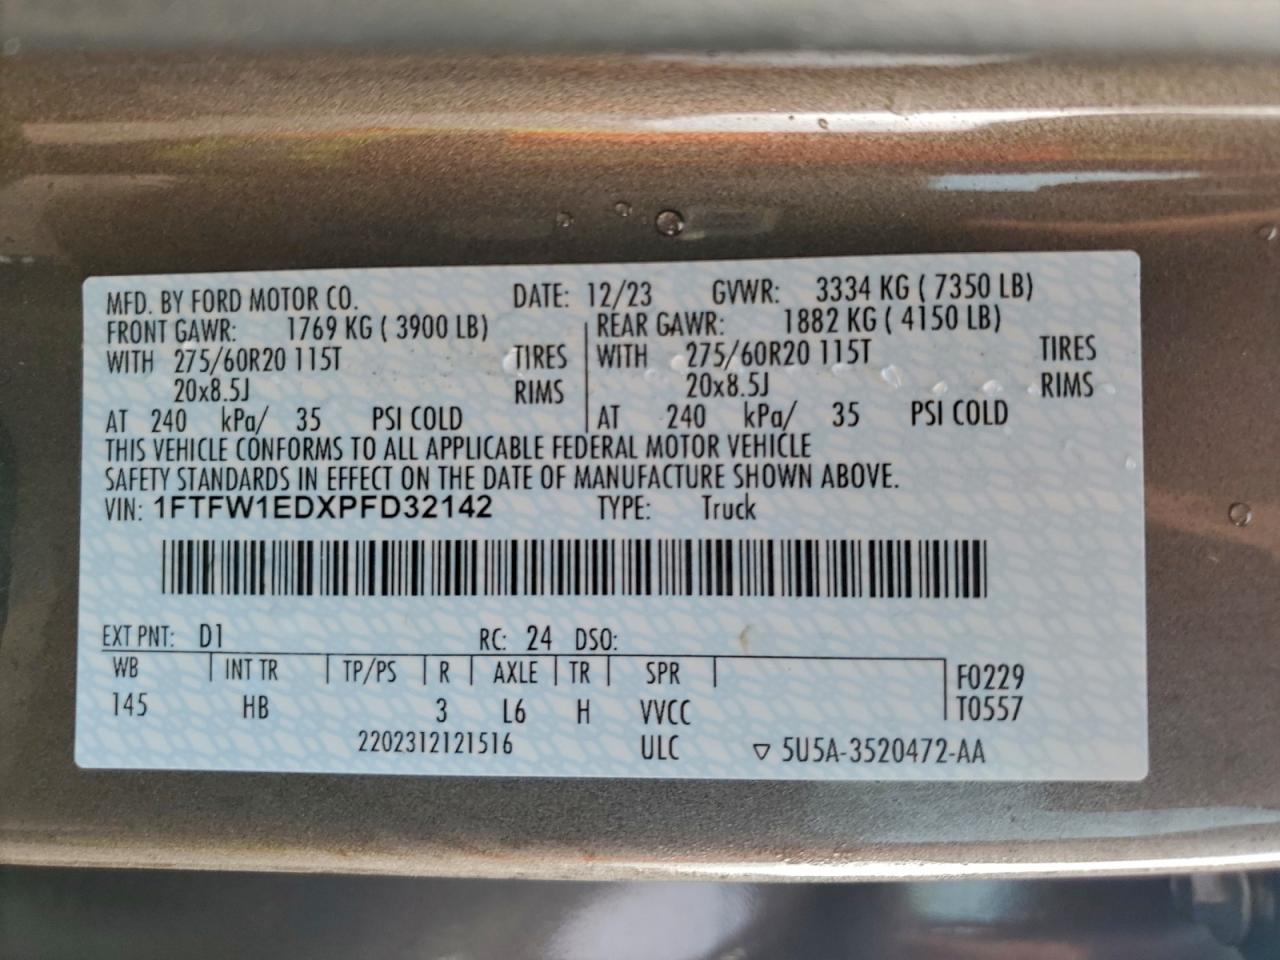 MFD. BY FORD MOTOR CO. DATE: 12/23 GVWR: 3334 KG ( 7350 LB)
FRONT GAWR: 1769 KG ( 3900 LB) REAR GAWR: 1882 KG ( 4150 LB)
WITH 275/60R20 115T TIRES WITH 275/60R20 115T TIRES
20x8.5J RIMS 20x8.5J RIMS
AT 240 kPa/ 35 PSI COLD AT 240 kPa/ 35 PSI COLD
THIS VEHICLE CONFORMS TO ALL APPLICABLE FEDERAL MOTOR VEHICLE
SAFETY STANDARDS IN EFFECT ON THE DATE OF MANUFACTURE SHOWN ABOVE.
VIN: 1FTFW1EDXPFD32142 TYPE: Truck
EXT PNT: D1 RC: 24 DSO:
WB INT TR TP/PS R AXLE TR SPR F0229
145 HB 3 L6 H VVCC T0557
2202312121516 ULC ▽ 5U5A-3520472-AA